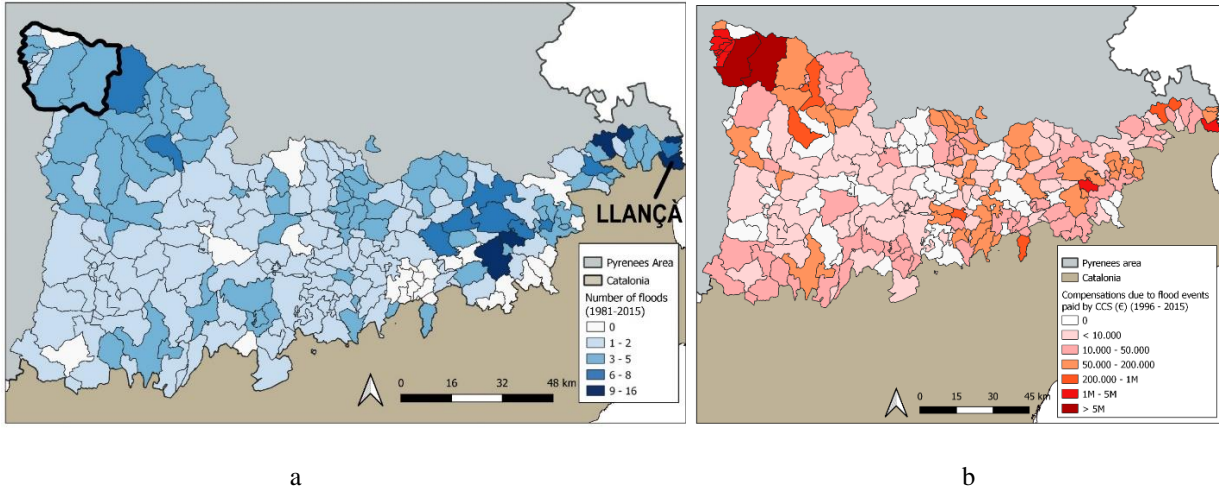 LLANÇÀ
Pyrenees Area
Catalonia
Number of floods
(1981-2015)
0
1 - 2
3 - 5
6 - 8
9 - 16
0 16 32 48 km
a
Pyrenees area
Catalonia
Compensations due to flood events
paid by CCS (€) (1996 - 2015)
0
< 10.000
10.000 - 50.000
50.000 - 200.000
200.000 - 1M
1M - 5M
> 5M
0 15 30 45 km
b